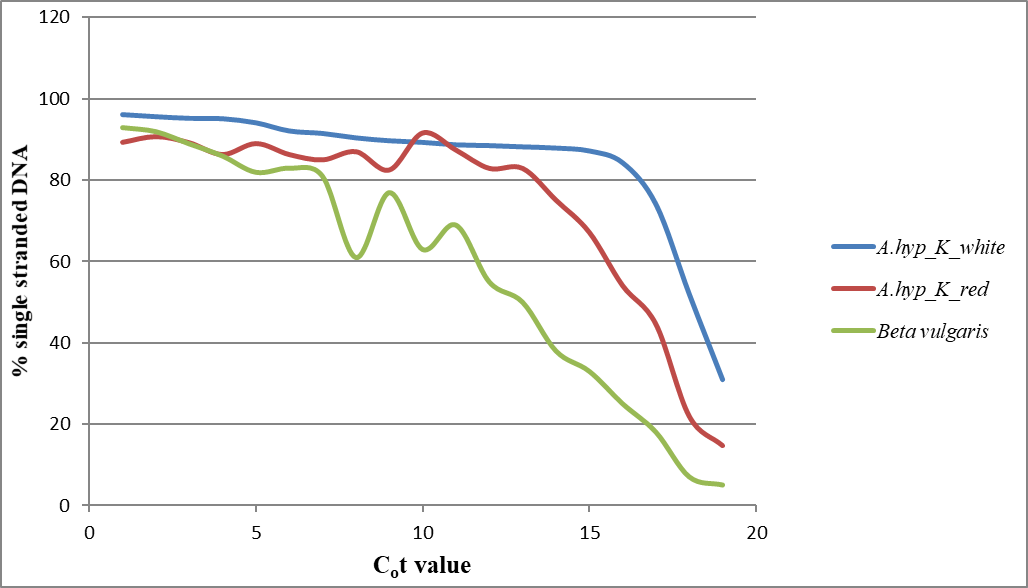 120
100
80
60
40
20
0
0 5 10 15 20
% single stranded DNA
Cₒt value
A.hyp_K_white
A.hyp_K_red
Beta vulgaris